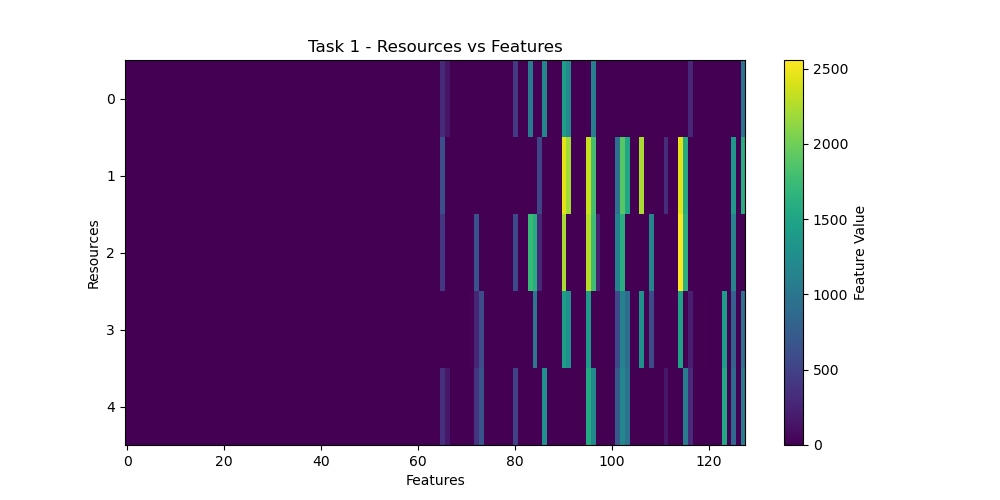 Task 1 - Resources vs Features
Resources
0
1
2
3
4
0 20 40 60 80 100 120
Features
2500
2000
1500
1000
500
0
Feature Value